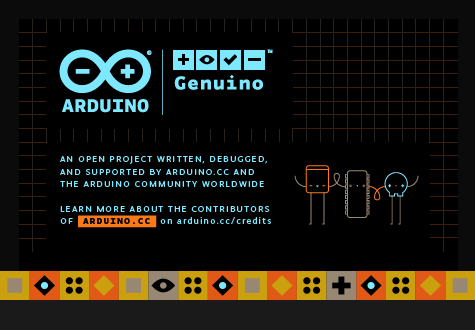 ARDUINO
Genuino
AN OPEN PROJECT WRITTEN, DEBUGGED,
AND SUPPORTED BY ARDUINO.CC AND
THE ARDUINO COMMUNITY WORLDWIDE
LEARN MORE ABOUT THE CONTRIBUTORS
OF ARDUINO.CC on arduino.cc/credits